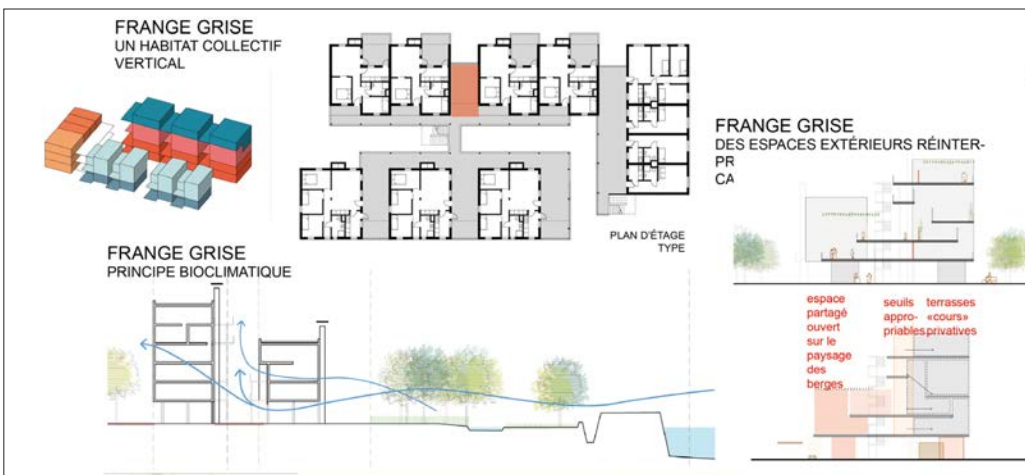 FRANGE GRISE
UN HABITAT COLLECTIF
VERTICAL
PLAN D'ÉTAGE
TYPE
FRANGE GRISE
DES ESPACES EXTÉRIEURS RÉINTER-
PR
CA
FRANGE GRISE
PRINCIPE BIOCLIMATIQUE
espace
partagé
ouvert
sur le
paysage
des
berges
seuils
appro-
priables
terrasses
«cours»
privatives